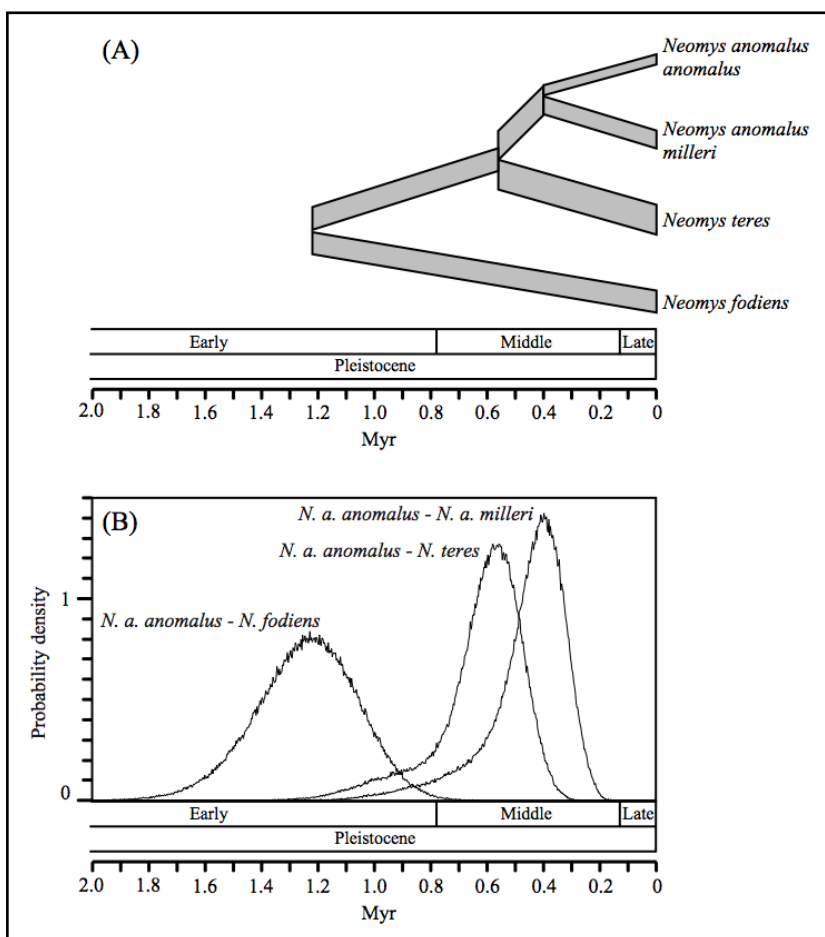 (A)
Neomys anomalus
anomalus
Neomys anomalus
milleri
Neomys teres
Neomys fodiens
Early Middle Late
Pleistocene
2.0 1.8 1.6 1.4 1.2 1.0 0.8 0.6 0.4 0.2 0
Myr
(B)
N. a. anomalus - N. a. milleri
N. a. anomalus - N. teres
N. a. anomalus - N. fodiens
Probability density
1
0
Early Middle Late
Pleistocene
2.0 1.8 1.6 1.4 1.2 1.0 0.8 0.6 0.4 0.2 0
Myr